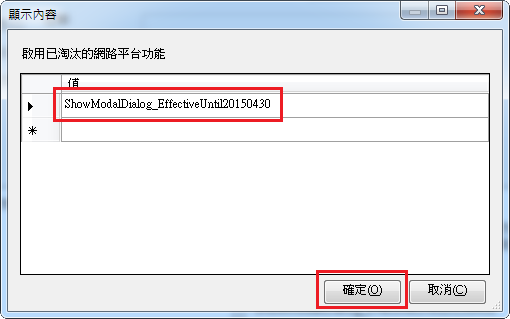 顯示內容
啟用已淘汰的網路平台功能
值
ShowModalDialog_EffectiveUntil20150430
確定(O)
取消(C)